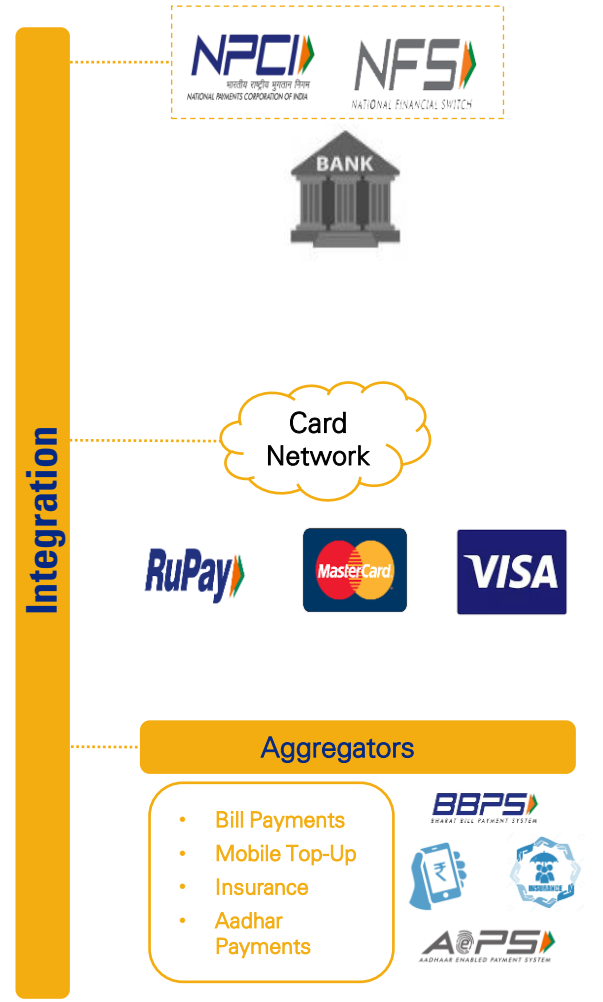 NPCI
भारतीय राष्ट्रीय भुगतान निगम
NATIONAL PAYMENTS CORPORATION OF INDIA
NFS
NATIONAL FINANCIAL SWITCH
BANK
Integration
Card
Network
RuPay
MasterCard
VISA
Aggregators
• Bill Payments
• Mobile Top-Up
• Insurance
• Aadhar
Payments
BBPS
BHARAT BILL PAYMENT SYSTEM
₹
INSURANCE
AePS
AADHAAR ENABLED PAYMENT SYSTEM